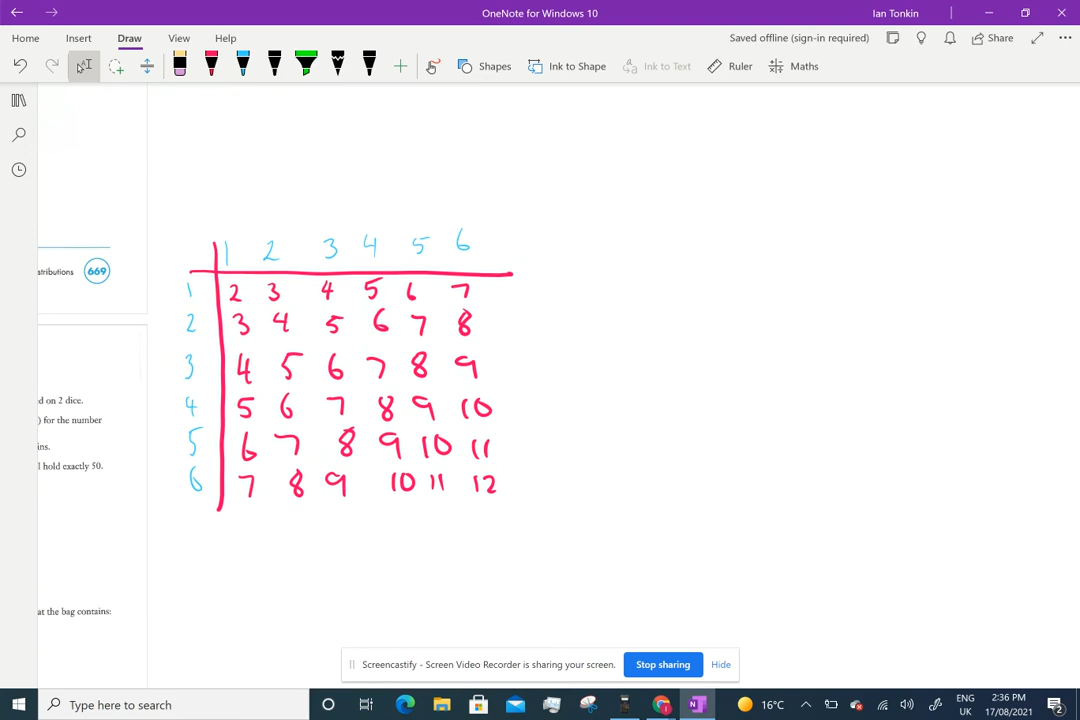 OneNote for Windows 10
Ian Tonkin
Home Insert Draw View Help
Saved offline (sign-in required)
Share
Shapes
Ink to Shape
Ink to Text
Ruler
Maths
stributions 669
1 2 3 4 5 6
1 2 3 4 5 6 7
2 3 4 5 6 7 8
3 4 5 6 7 8 9
4 5 6 7 8 9 10
5 6 7 8 9 10 11
6 7 8 9 10 11 12
d on 2 dice.
) for the number
ins.
l hold exactly 50.
at the bag contains:
Screencastify - Screen Video Recorder is sharing your screen.
Stop sharing
Hide
Type here to search
16°C
ENG
UK
2:36 PM
17/08/2021
2